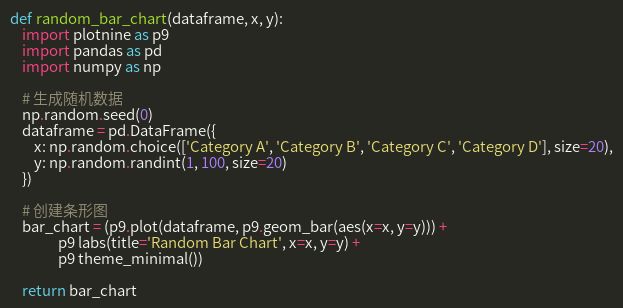 def random_bar_chart(dataframe, x, y):
import plotnine as p9
import pandas as pd
import numpy as np
# 生成随机数据
np.random.seed(0)
dataframe = pd.DataFrame({
x: np.random.choice(['Category A', 'Category B', 'Category C', 'Category D'], size=20),
y: np.random.randint(1, 100, size=20)
})
# 创建条形图
bar_chart = (p9.plot(dataframe, p9.geom_bar(aes(x=x, y=y))) +
p9 labs(title='Random Bar Chart', x=x, y=y) +
p9 theme_minimal())
return bar_chart